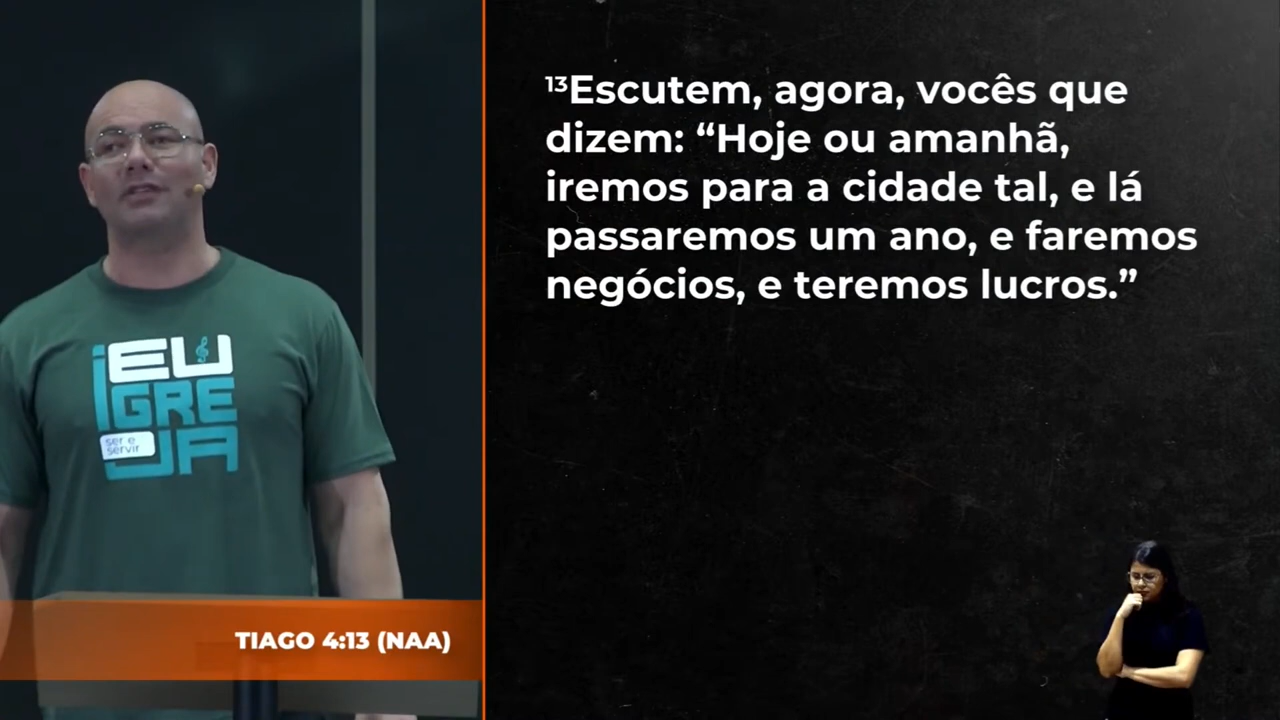 ¹³Escutem, agora, vocês que
dizem: “Hoje ou amanhã,
iremos para a cidade tal, e lá
passaremos um ano, e faremos
negócios, e teremos lucros.”
EU
IGRE
JA
ser e
servir
TIAGO 4:13 (NAA)